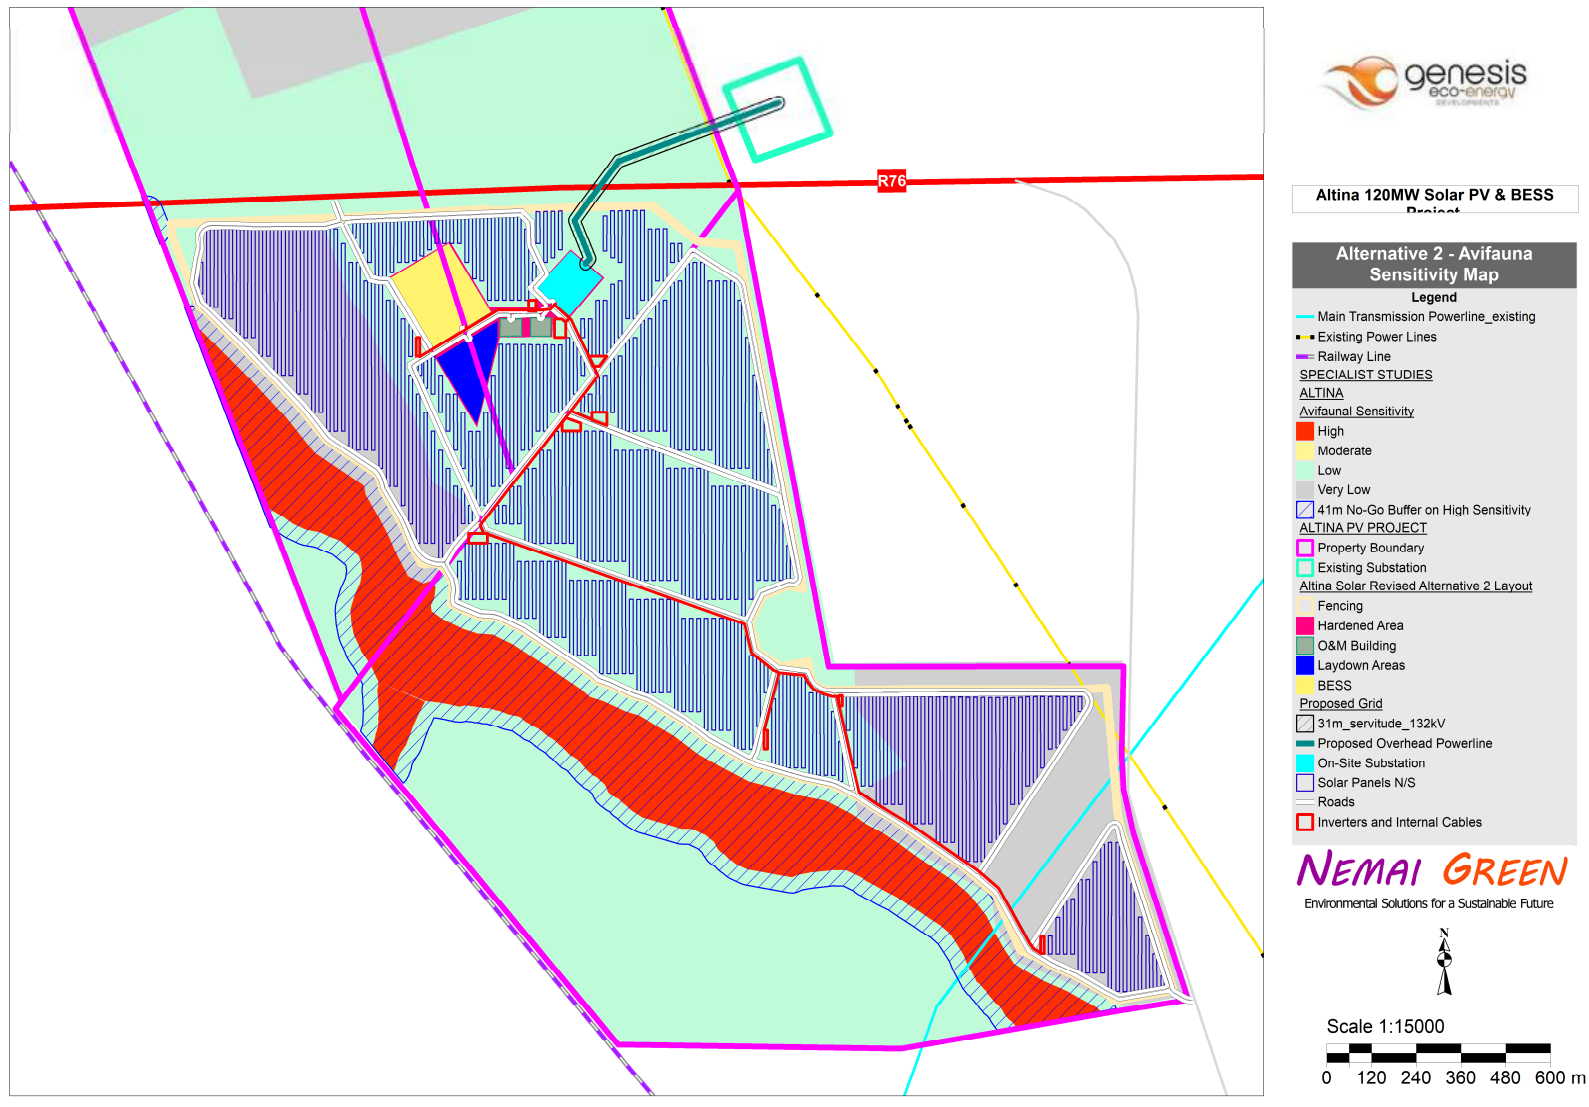 R76
genesis
eco-energy
DEVELOPMENTS
Altina 120MW Solar PV & BESS
Project
Alternative 2 - Avifauna
Sensitivity Map
Legend
Main Transmission Powerline_existing
Existing Power Lines
Railway Line
SPECIALIST STUDIES
ALTINA
Avifaunal Sensitivity
High
Moderate
Low
Very Low
41m No-Go Buffer on High Sensitivity
ALTINA PV PROJECT
Property Boundary
Existing Substation
Altina Solar Revised Alternative 2 Layout
Fencing
Hardened Area
O&M Building
Laydown Areas
BESS
Proposed Grid
31m_servitude_132kV
Proposed Overhead Powerline
On-Site Substation
Solar Panels N/S
Roads
Inverters and Internal Cables
NEMAI GREEN
Environmental Solutions for a Sustainable Future
N
Scale 1:15000
0 120 240 360 480 600 m